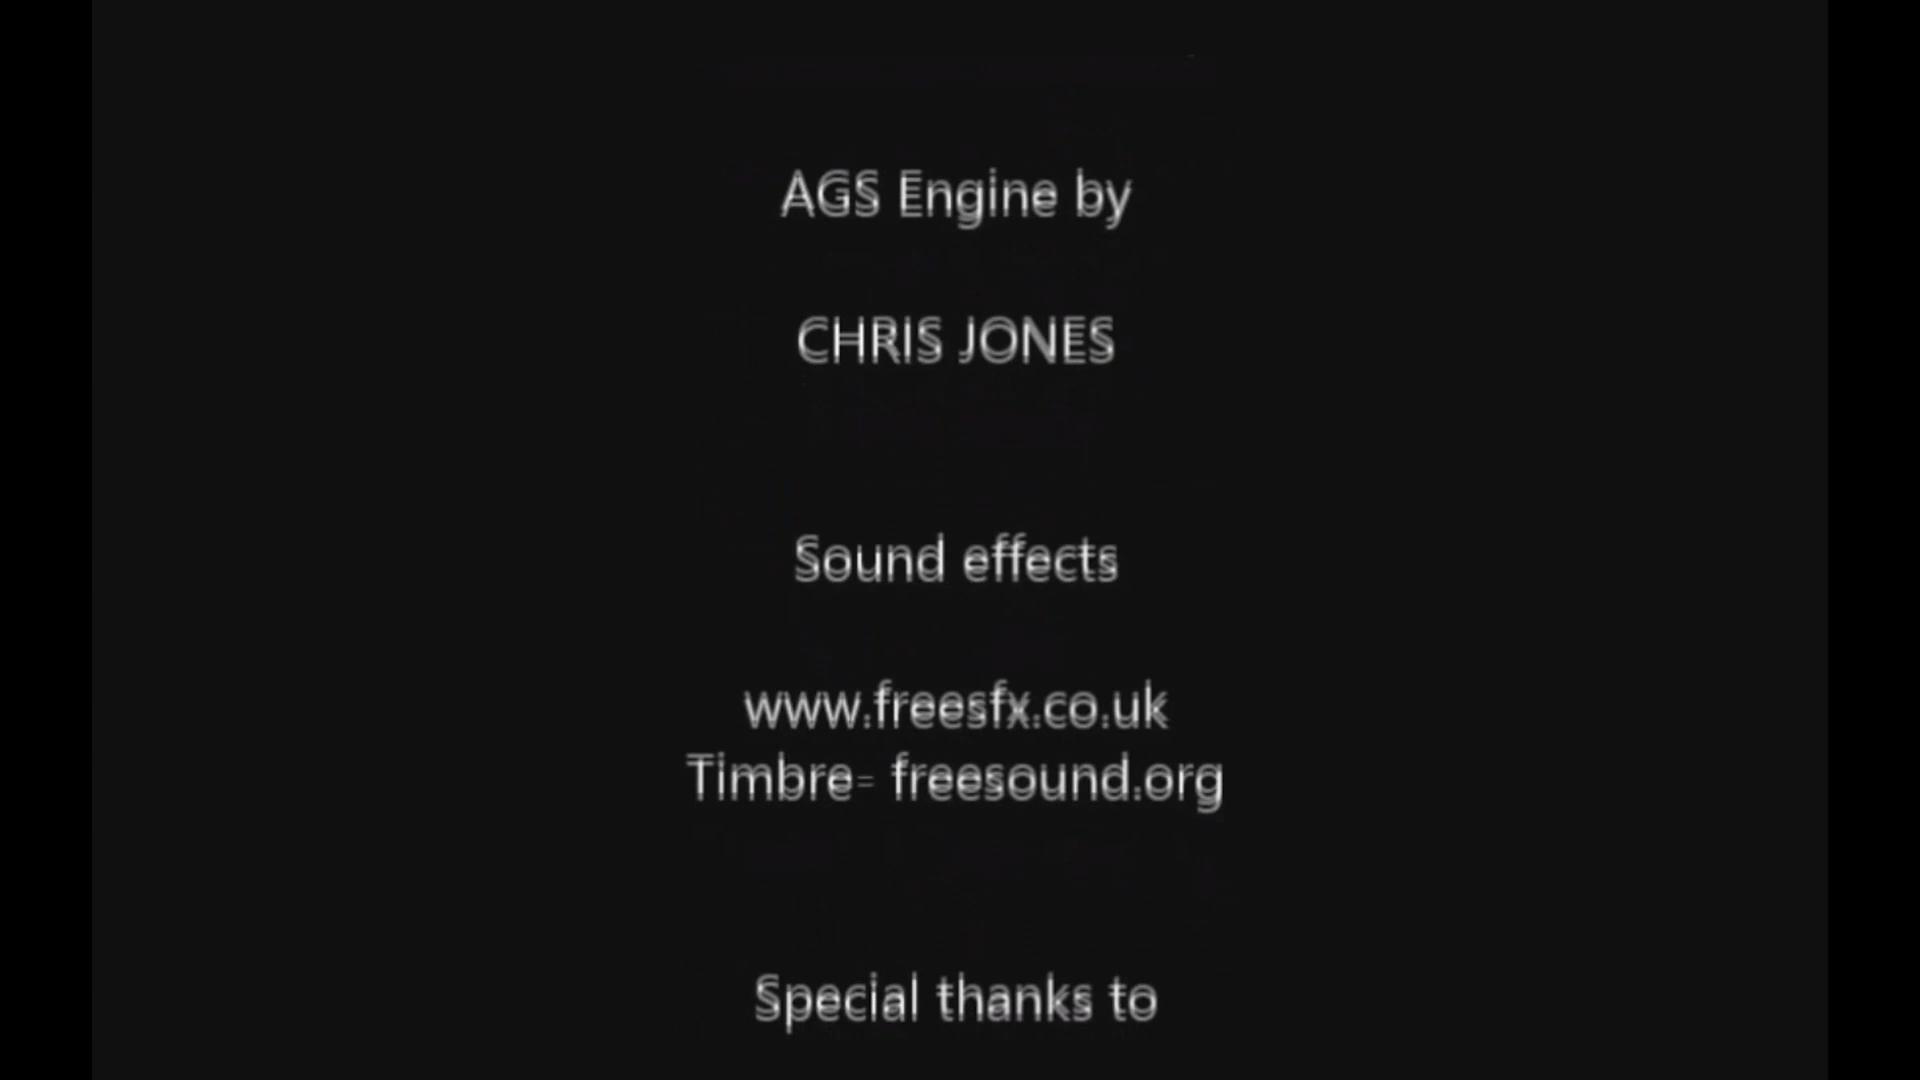 AGS Engine by
CHRIS JONES
Sound effects
www.freesfx.co.uk
Timbre- freesound.org
Special thanks to